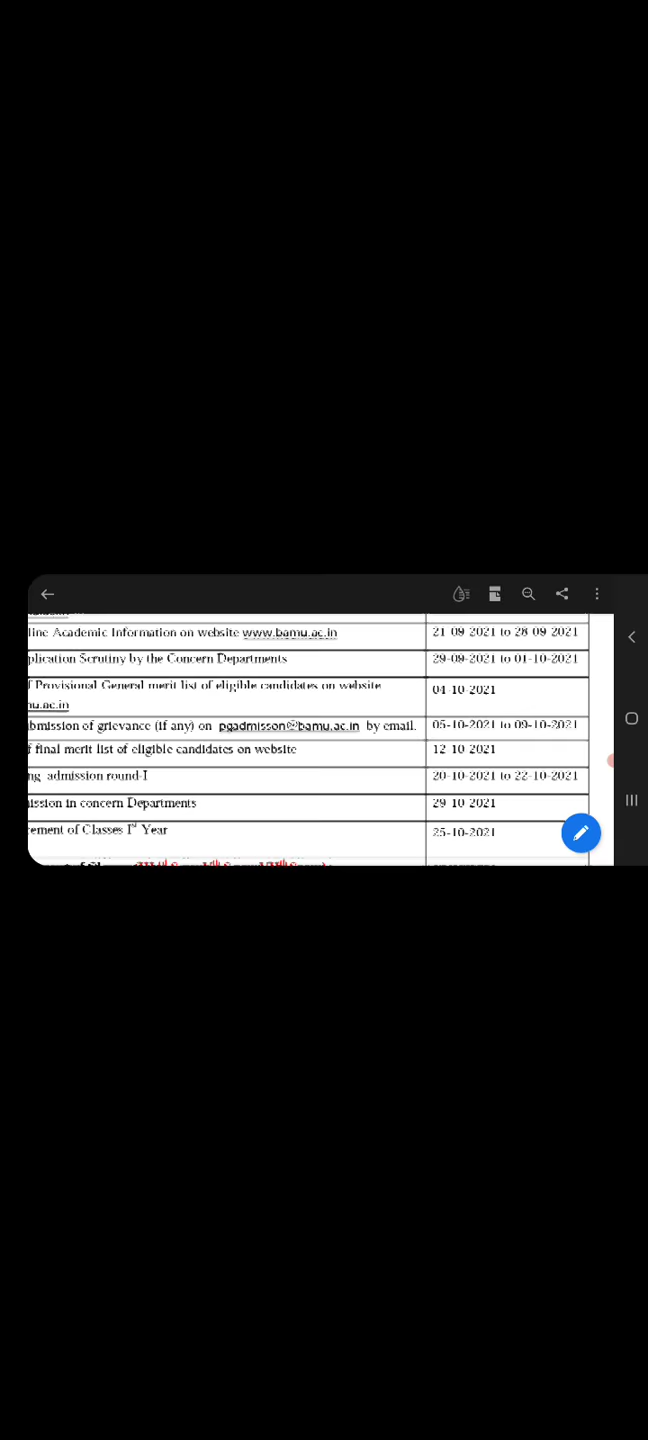 line Academic Information on website www.bamu.ac.in 21-09-2021 to 28-09-2021
plication Scrutiny by the Concern Departments 29-09-2021 to 01-10-2021
f Provisional General merit list of eligible candidates on website 04-10-2021
nu.ac.in
ubmission of grievance (if any) on pgadmisson@bamu.ac.in by email. 05-10-2021 to 09-10-2021
f final merit list of eligible candidates on website 12-10-2021
ng admission round-I 20-10-2021 to 22-10-2021
ission in concern Departments 29-10-2021
ement of Classes Ist Year 25-10-2021